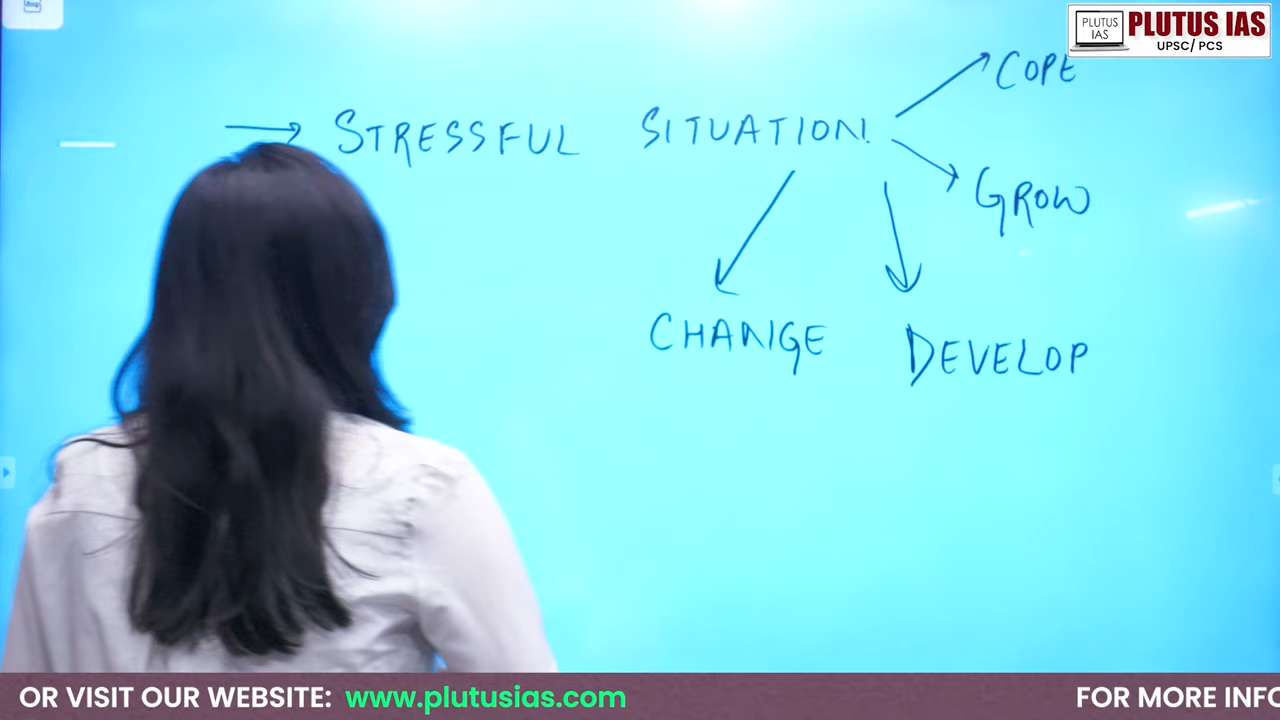 PLUTUS IAS
PLUTUS IAS
UPSC/ PCS
COPE
→ STRESSFUL SITUATION
GROW
CHANGE DEVELOP
OR VISIT OUR WEBSITE: www.plutusias.com FOR MORE INFO